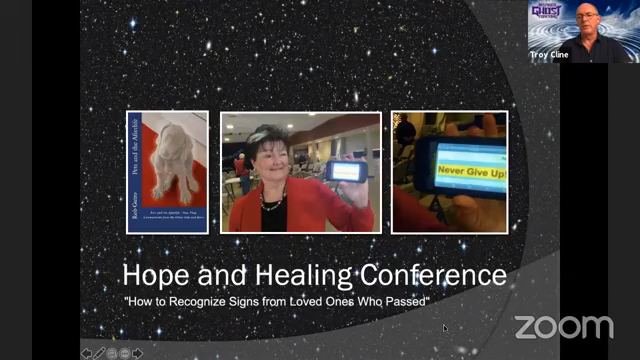 GHOST
Troy Cline
Rob Gutro
Pets and the Afterlife
Never Give Up!
Hope and Healing Conference
"How to Recognize Signs from Loved Ones Who Passed"
zoom